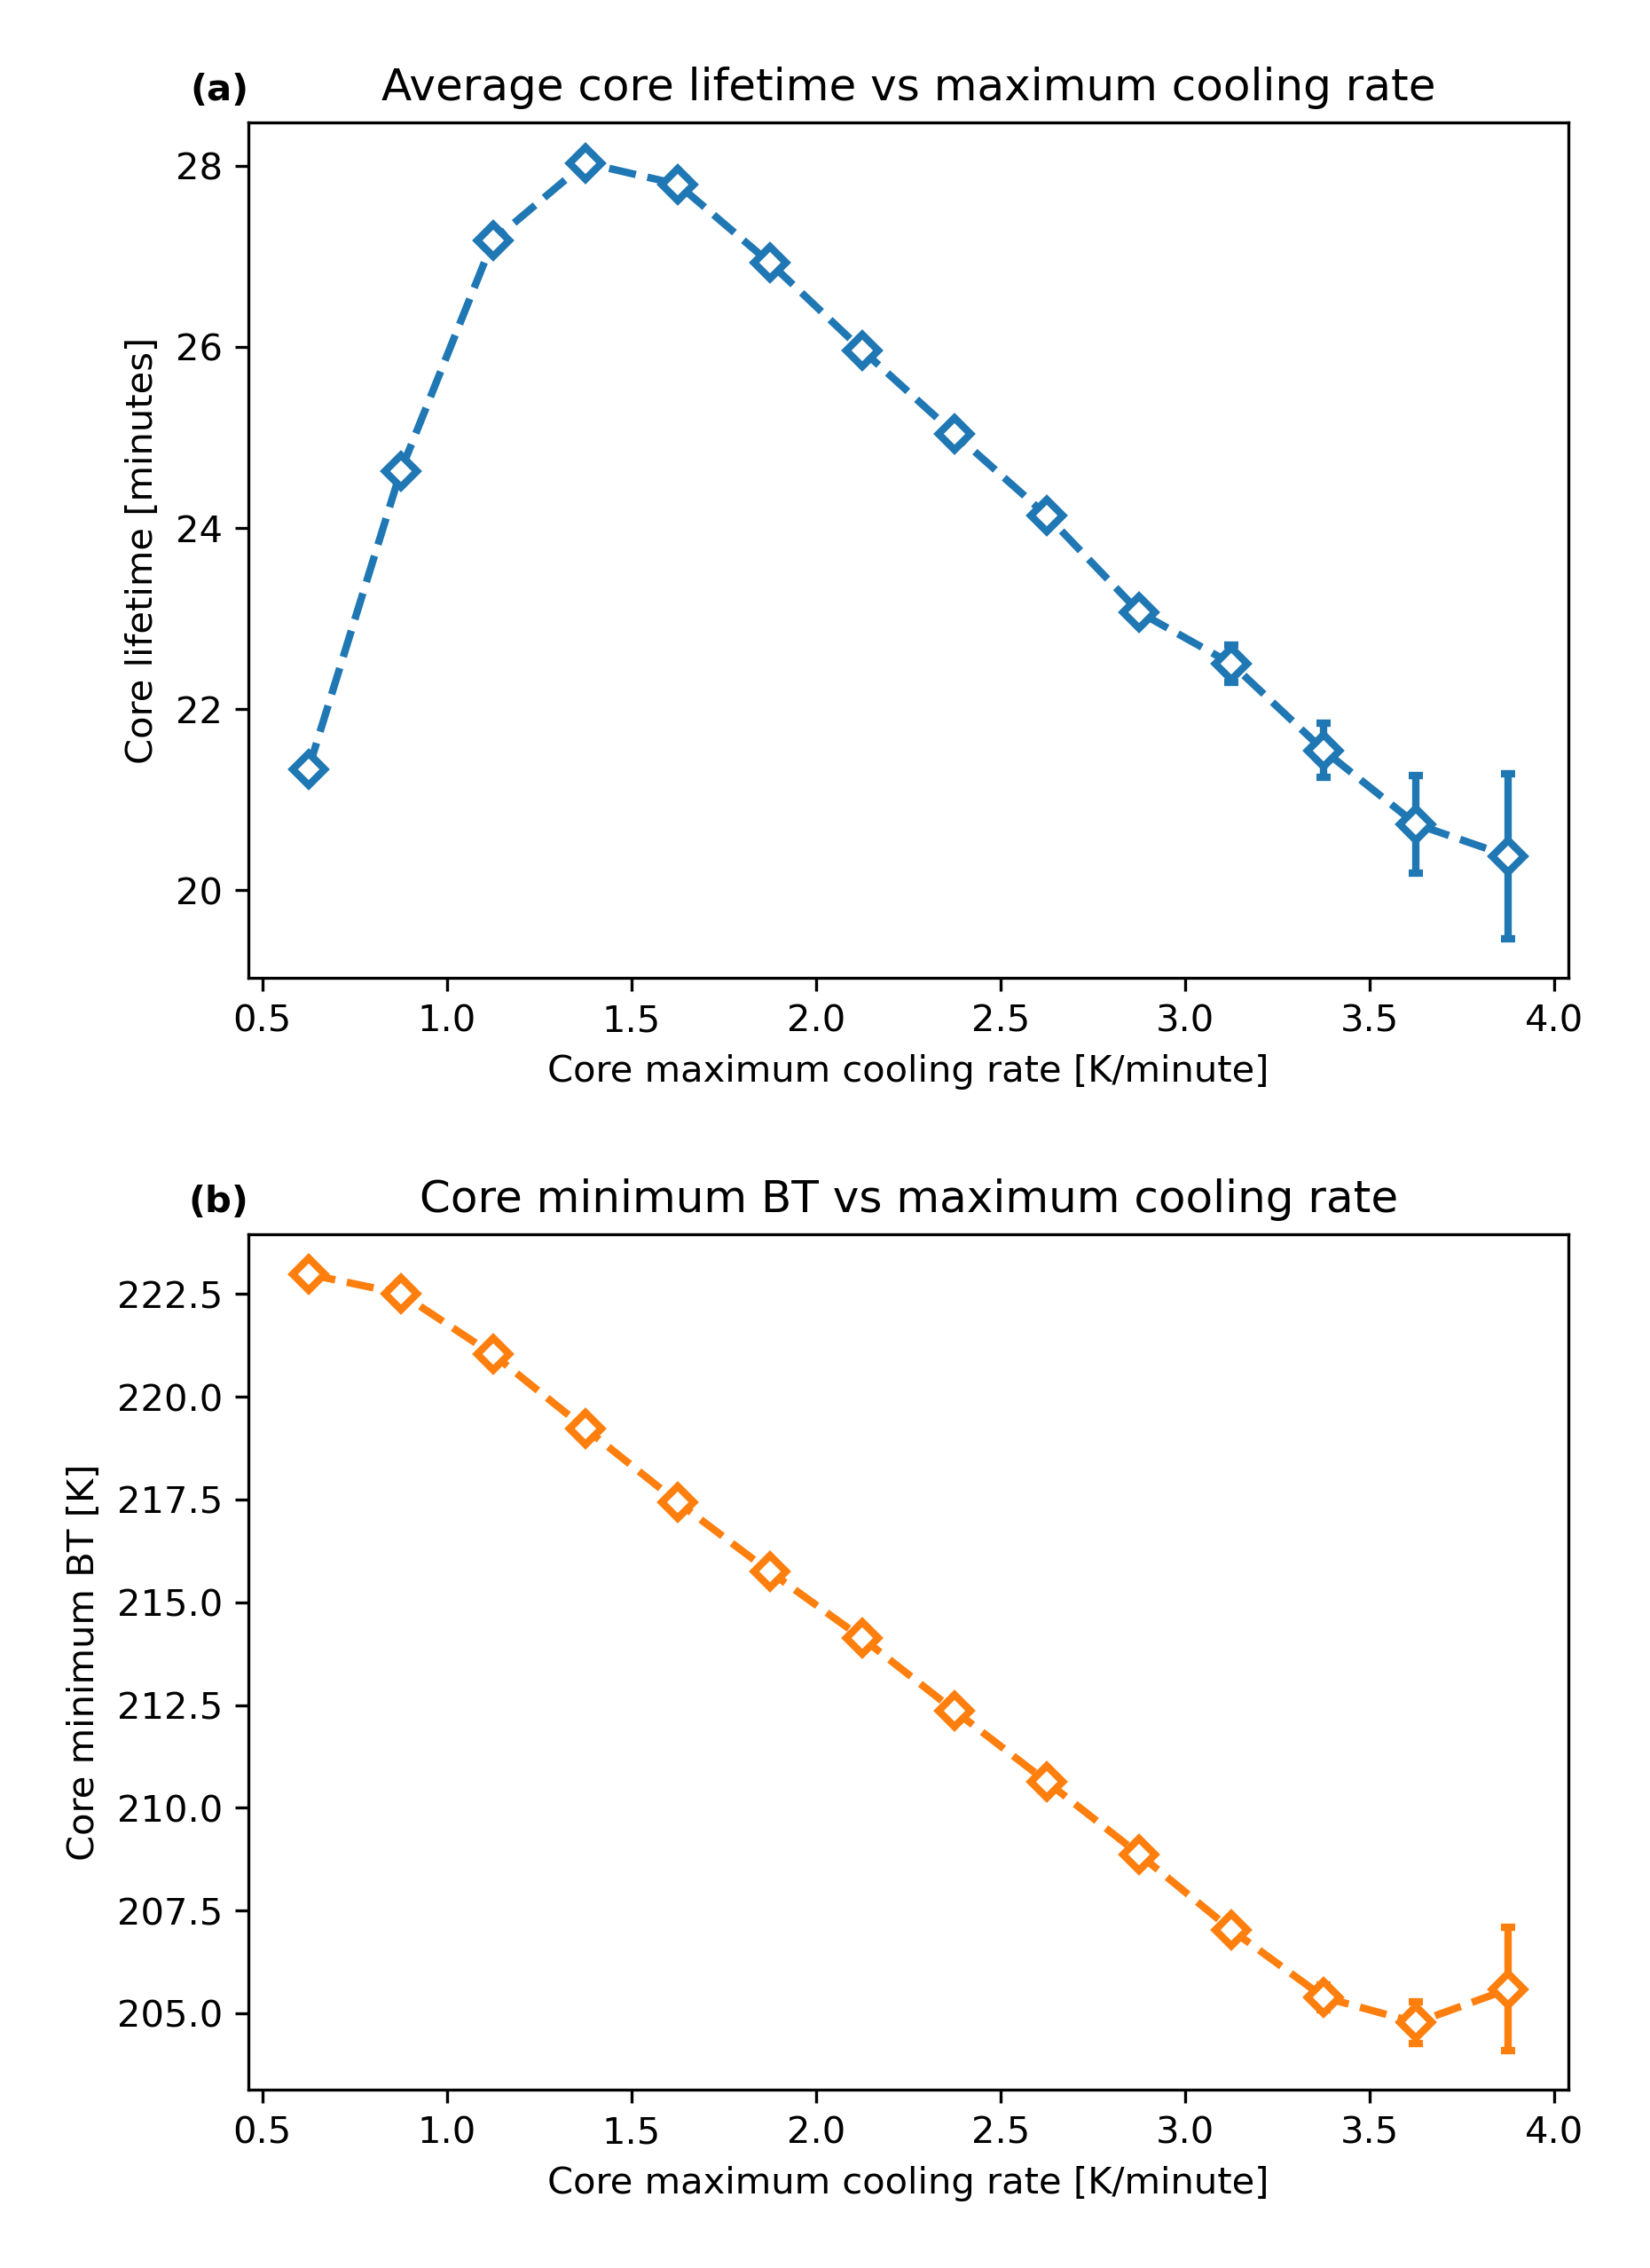 (a) Average core lifetime vs maximum cooling rate
Core lifetime [minutes]
28
26
24
22
20
0.5 1.0 1.5 2.0 2.5 3.0 3.5 4.0
Core maximum cooling rate [K/minute]
(b) Core minimum BT vs maximum cooling rate
Core minimum BT [K]
222.5
220.0
217.5
215.0
212.5
210.0
207.5
205.0
0.5 1.0 1.5 2.0 2.5 3.0 3.5 4.0
Core maximum cooling rate [K/minute]